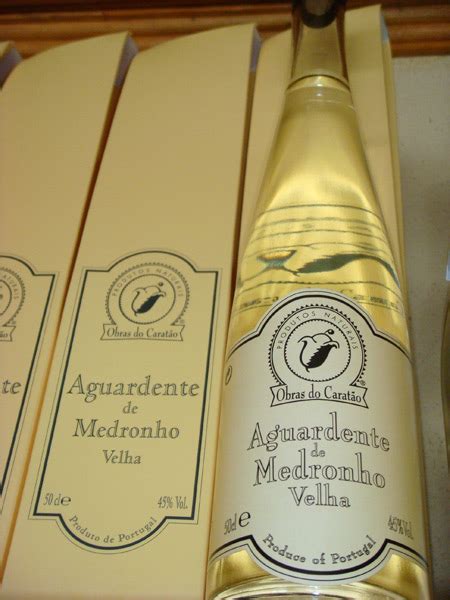 te
PRODUTOS NATURAIS
Obras do Caratão
Aguardente
de
Medronho
Velha
50 cl e
45% Vol.
Produto de Portugal
PRODUTOS NATURAIS
Obras do Caratão
Aguardente
de
Medronho
Velha
50cl e
45% Vol.
Produce of Portugal